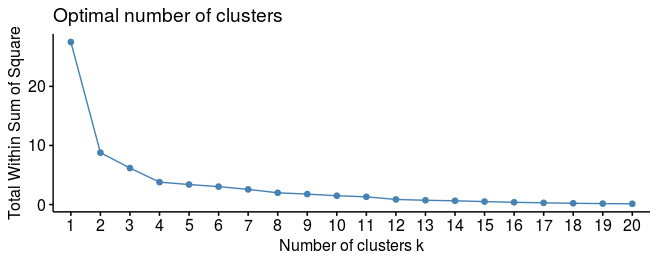 Optimal number of clusters
Total Within Sum of Square
20
10
0
1 2 3 4 5 6 7 8 9 10 11 12 13 14 15 16 17 18 19 20
Number of clusters k